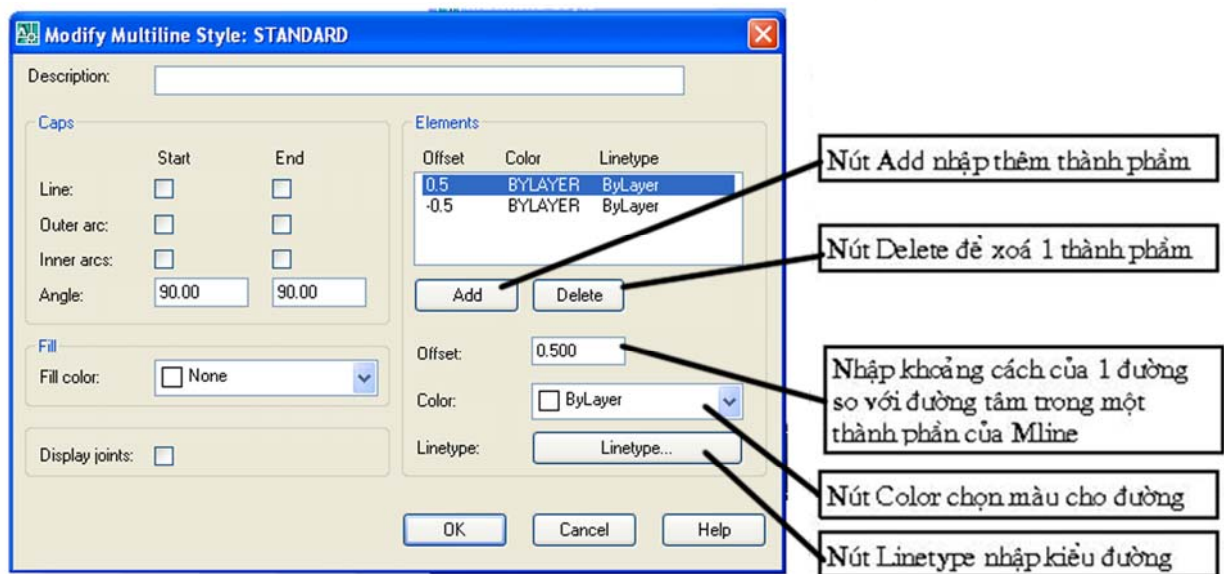 Modify Multiline Style: STANDARD
Description:
Caps
Start End
Line:
Outer arc:
Inner arcs:
Angle: 90.00 90.00
Fill
Fill color: None
Display joints:
Elements
Offset Color Linetype
0.5 BYLAYER ByLayer
-0.5 BYLAYER ByLayer
Add Delete
Offset: 0.500
Color: ByLayer
Linetype: Linetype...
OK Cancel Help
Nút Add nhập thêm thành phẩm
Nút Delete để xoá 1 thành phẩm
Nhập khoảng cách của 1 đường
so với đường tâm trong một
thành phần của Mline
Nút Color chọn màu cho đường
Nút Linetype nhập kiểu đường